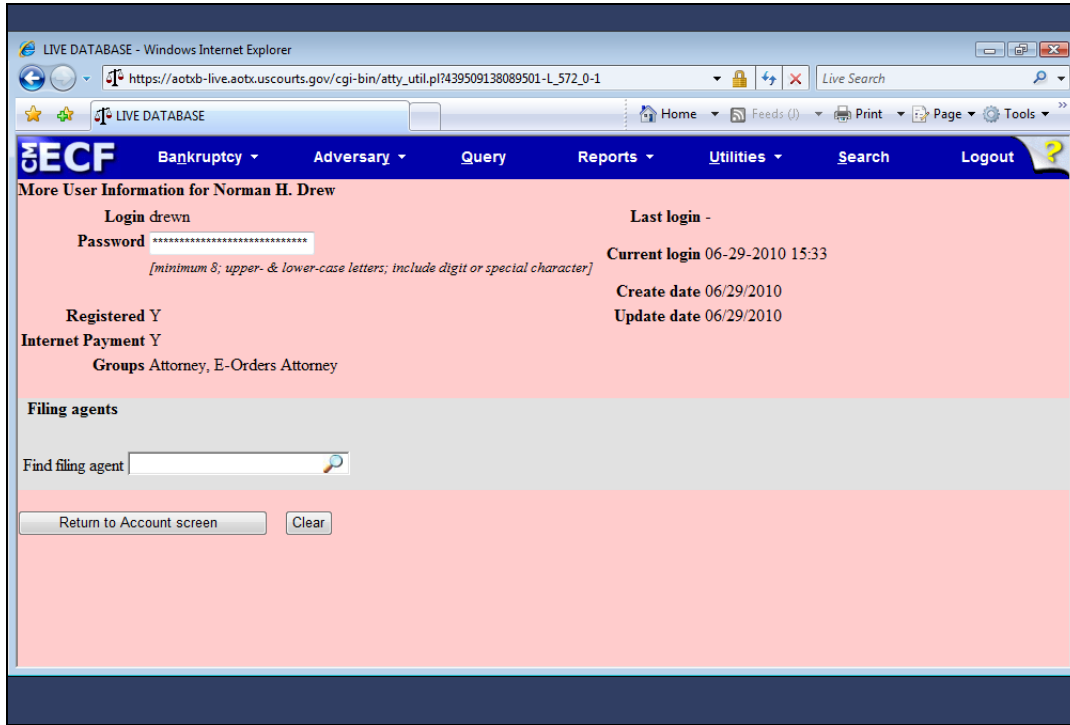 LIVE DATABASE - Windows Internet Explorer
https://aotxb-live.aotx.uscourts.gov/cgi-bin/atty_util.pl?439509138089501-L_572_0-1 Live Search
LIVE DATABASE Home Feeds (J) Print Page Tools »
CM ECF Bankruptcy Adversary Query Reports Utilities Search Logout ?
More User Information for Norman H. Drew
Login drewn Last login -
Password ******************************
Current login 06-29-2010 15:33
[minimum 8; upper- & lower-case letters; include digit or special character]
Create date 06/29/2010
Registered Y Update date 06/29/2010
Internet Payment Y
Groups Attorney, E-Orders Attorney
Filing agents
Find filing agent
Return to Account screen Clear